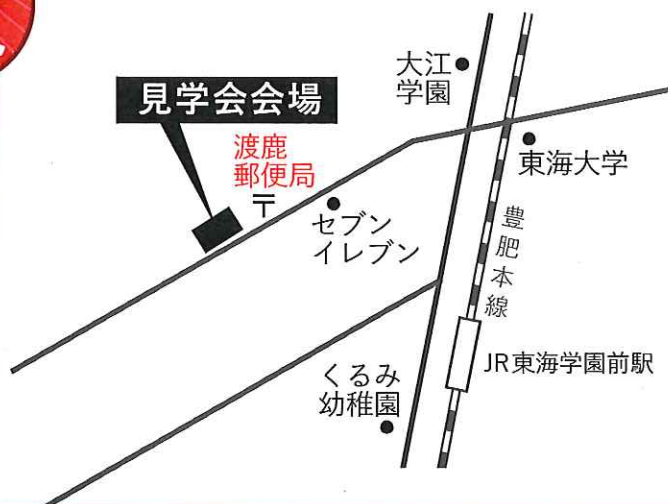 大江
学園
見学会会場
渡鹿
郵便局
〒
東海大学
セブン
イレブン
豊肥本線
JR東海学園前駅
くるみ
幼稚園